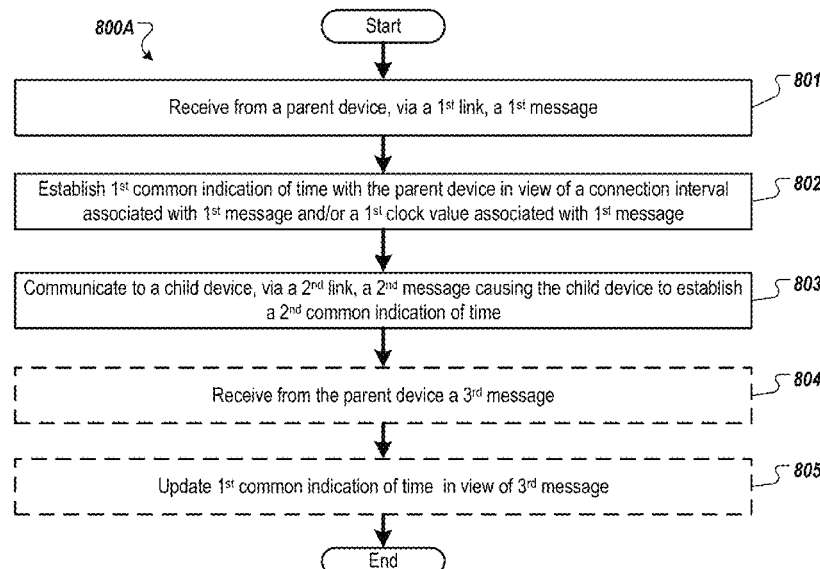 800A
Start
801
Receive from a parent device, via a 1st link, a 1st message
802
Establish 1st common indication of time with the parent device in view of a connection interval
associated with 1st message and/or a 1st clock value associated with 1st message
803
Communicate to a child device, via a 2nd link, a 2nd message causing the child device to establish
a 2nd common indication of time
804
Receive from the parent device a 3rd message
805
Update 1st common indication of time in view of 3rd message
End